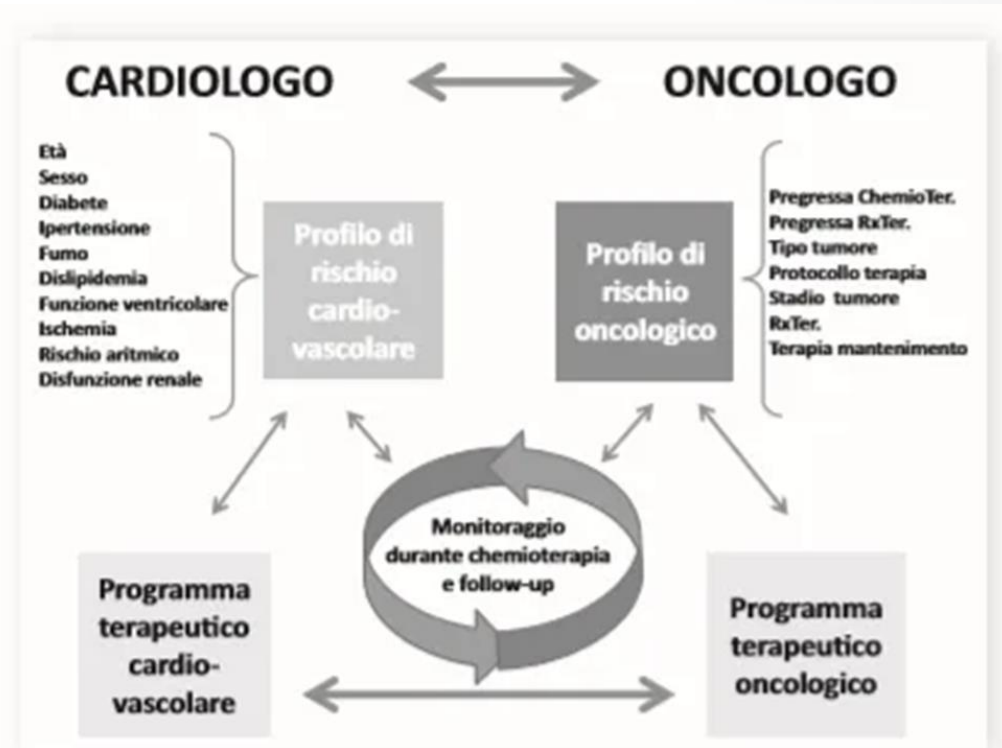 CARDIOLOGO
ONCOLOGO
Età
Sesso
Diabete
Ipertensione
Fumo
Dislipidemia
Funzione ventricolare
Ischemia
Rischio aritmico
Disfunzione renale
Profilo di
rischio
cardio-
vascolare
Profilo di
rischio
oncologico
Pregressa ChemioTer.
Pregressa RxTer.
Tipo tumore
Protocollo terapia
Stadio tumore
RxTer.
Terapia mantenimento
Monitoraggio
durante chemioterapia
e follow-up
Programma
terapeutico
cardio-
vascolare
Programma
terapeutico
oncologico